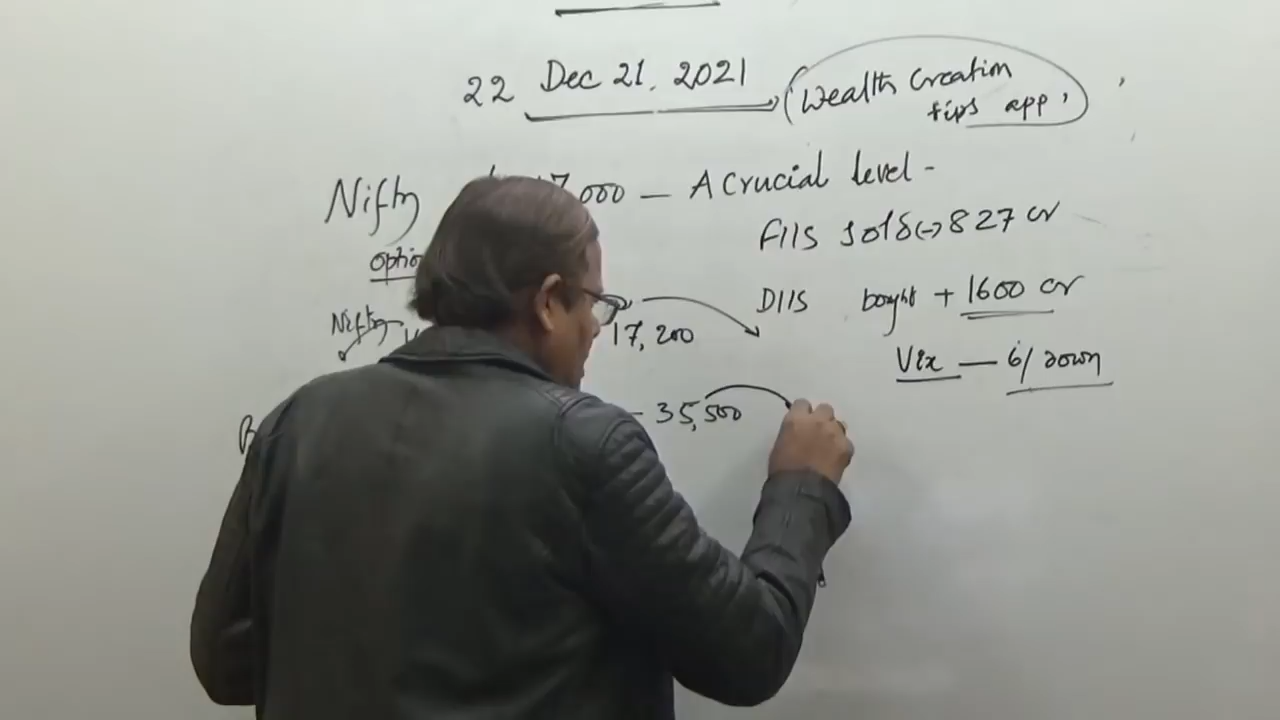 22 Dec 21, 2021 (Wealth Creation
tips app,
Nifty 17,000 — A Crucial level -
FIIS sold (-) 827 cr
optio
DIIS bought + 1600 cr
Nifty 17,200
Vix — 6/ down
B - 35,500